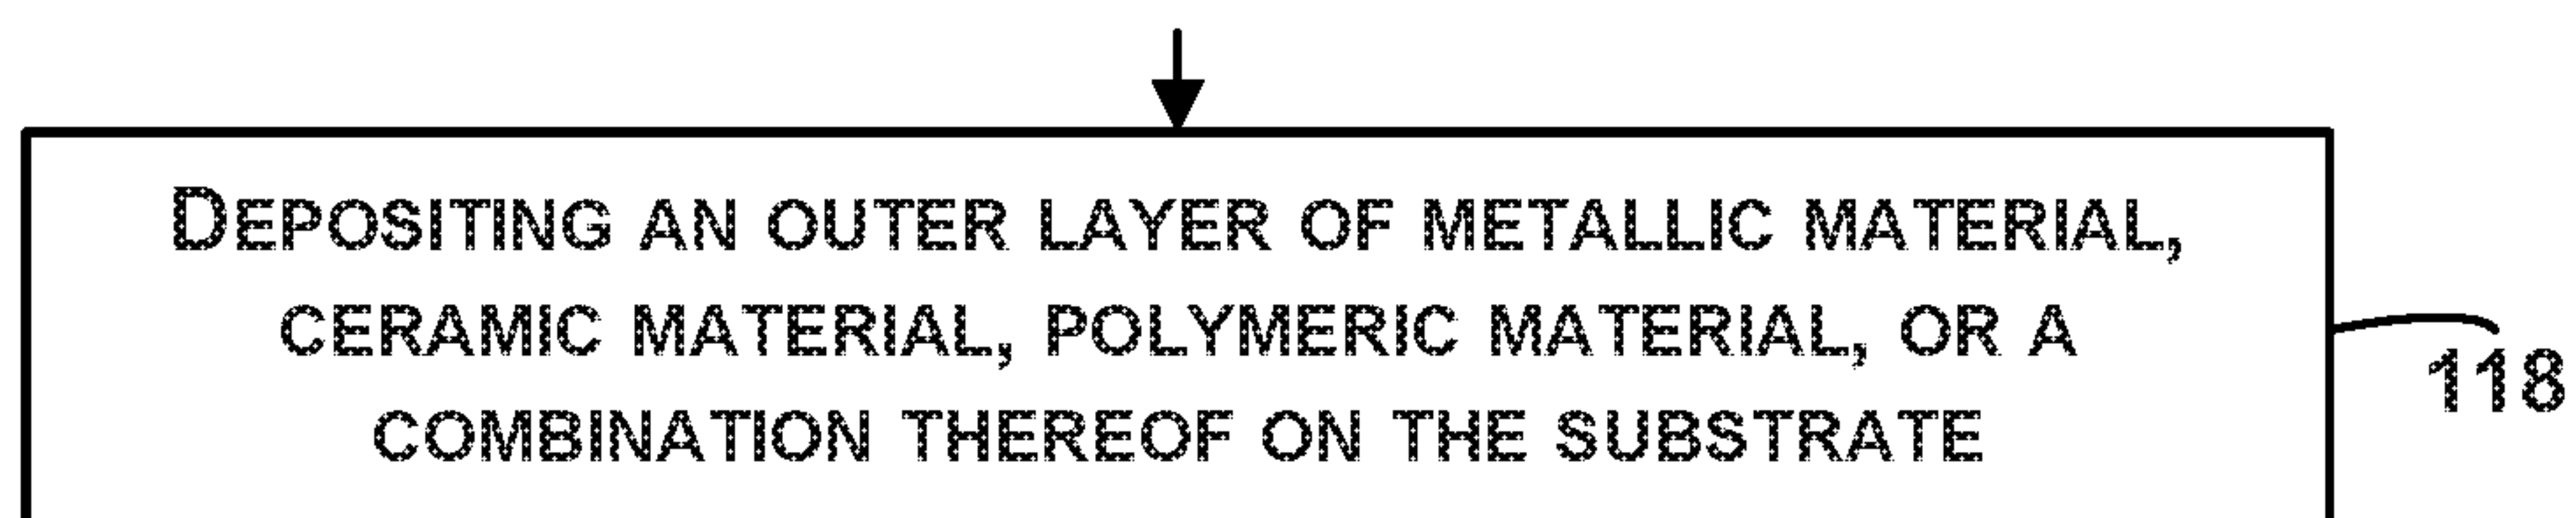 DEPOSITING AN OUTER LAYER OF METALLIC MATERIAL,
CERAMIC MATERIAL, POLYMERIC MATERIAL, OR A
COMBINATION THEREOF ON THE SUBSTRATE
118